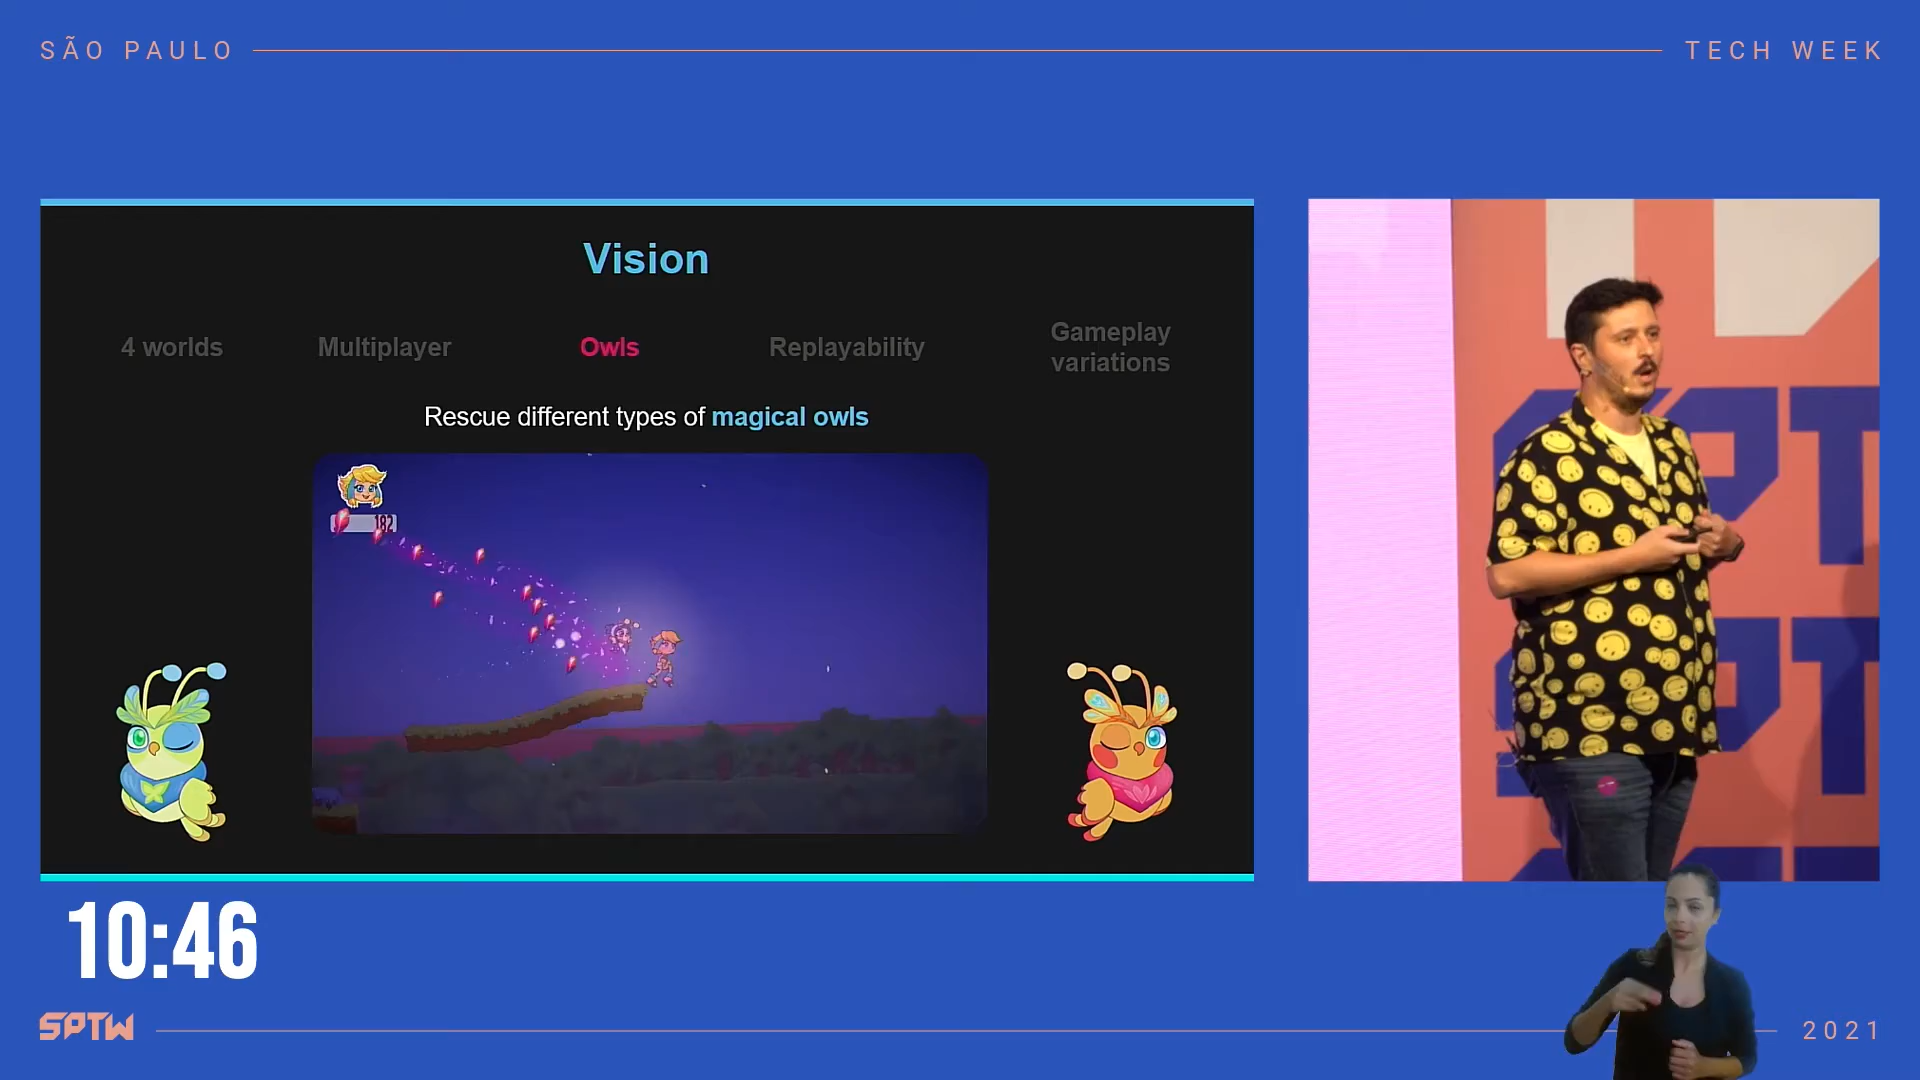 SÃO PAULO
TECH WEEK
Vision
4 worlds
Multiplayer
Owls
Replayability
Gameplay
variations
Rescue different types of magical owls
182
10:46
SPTW
2021